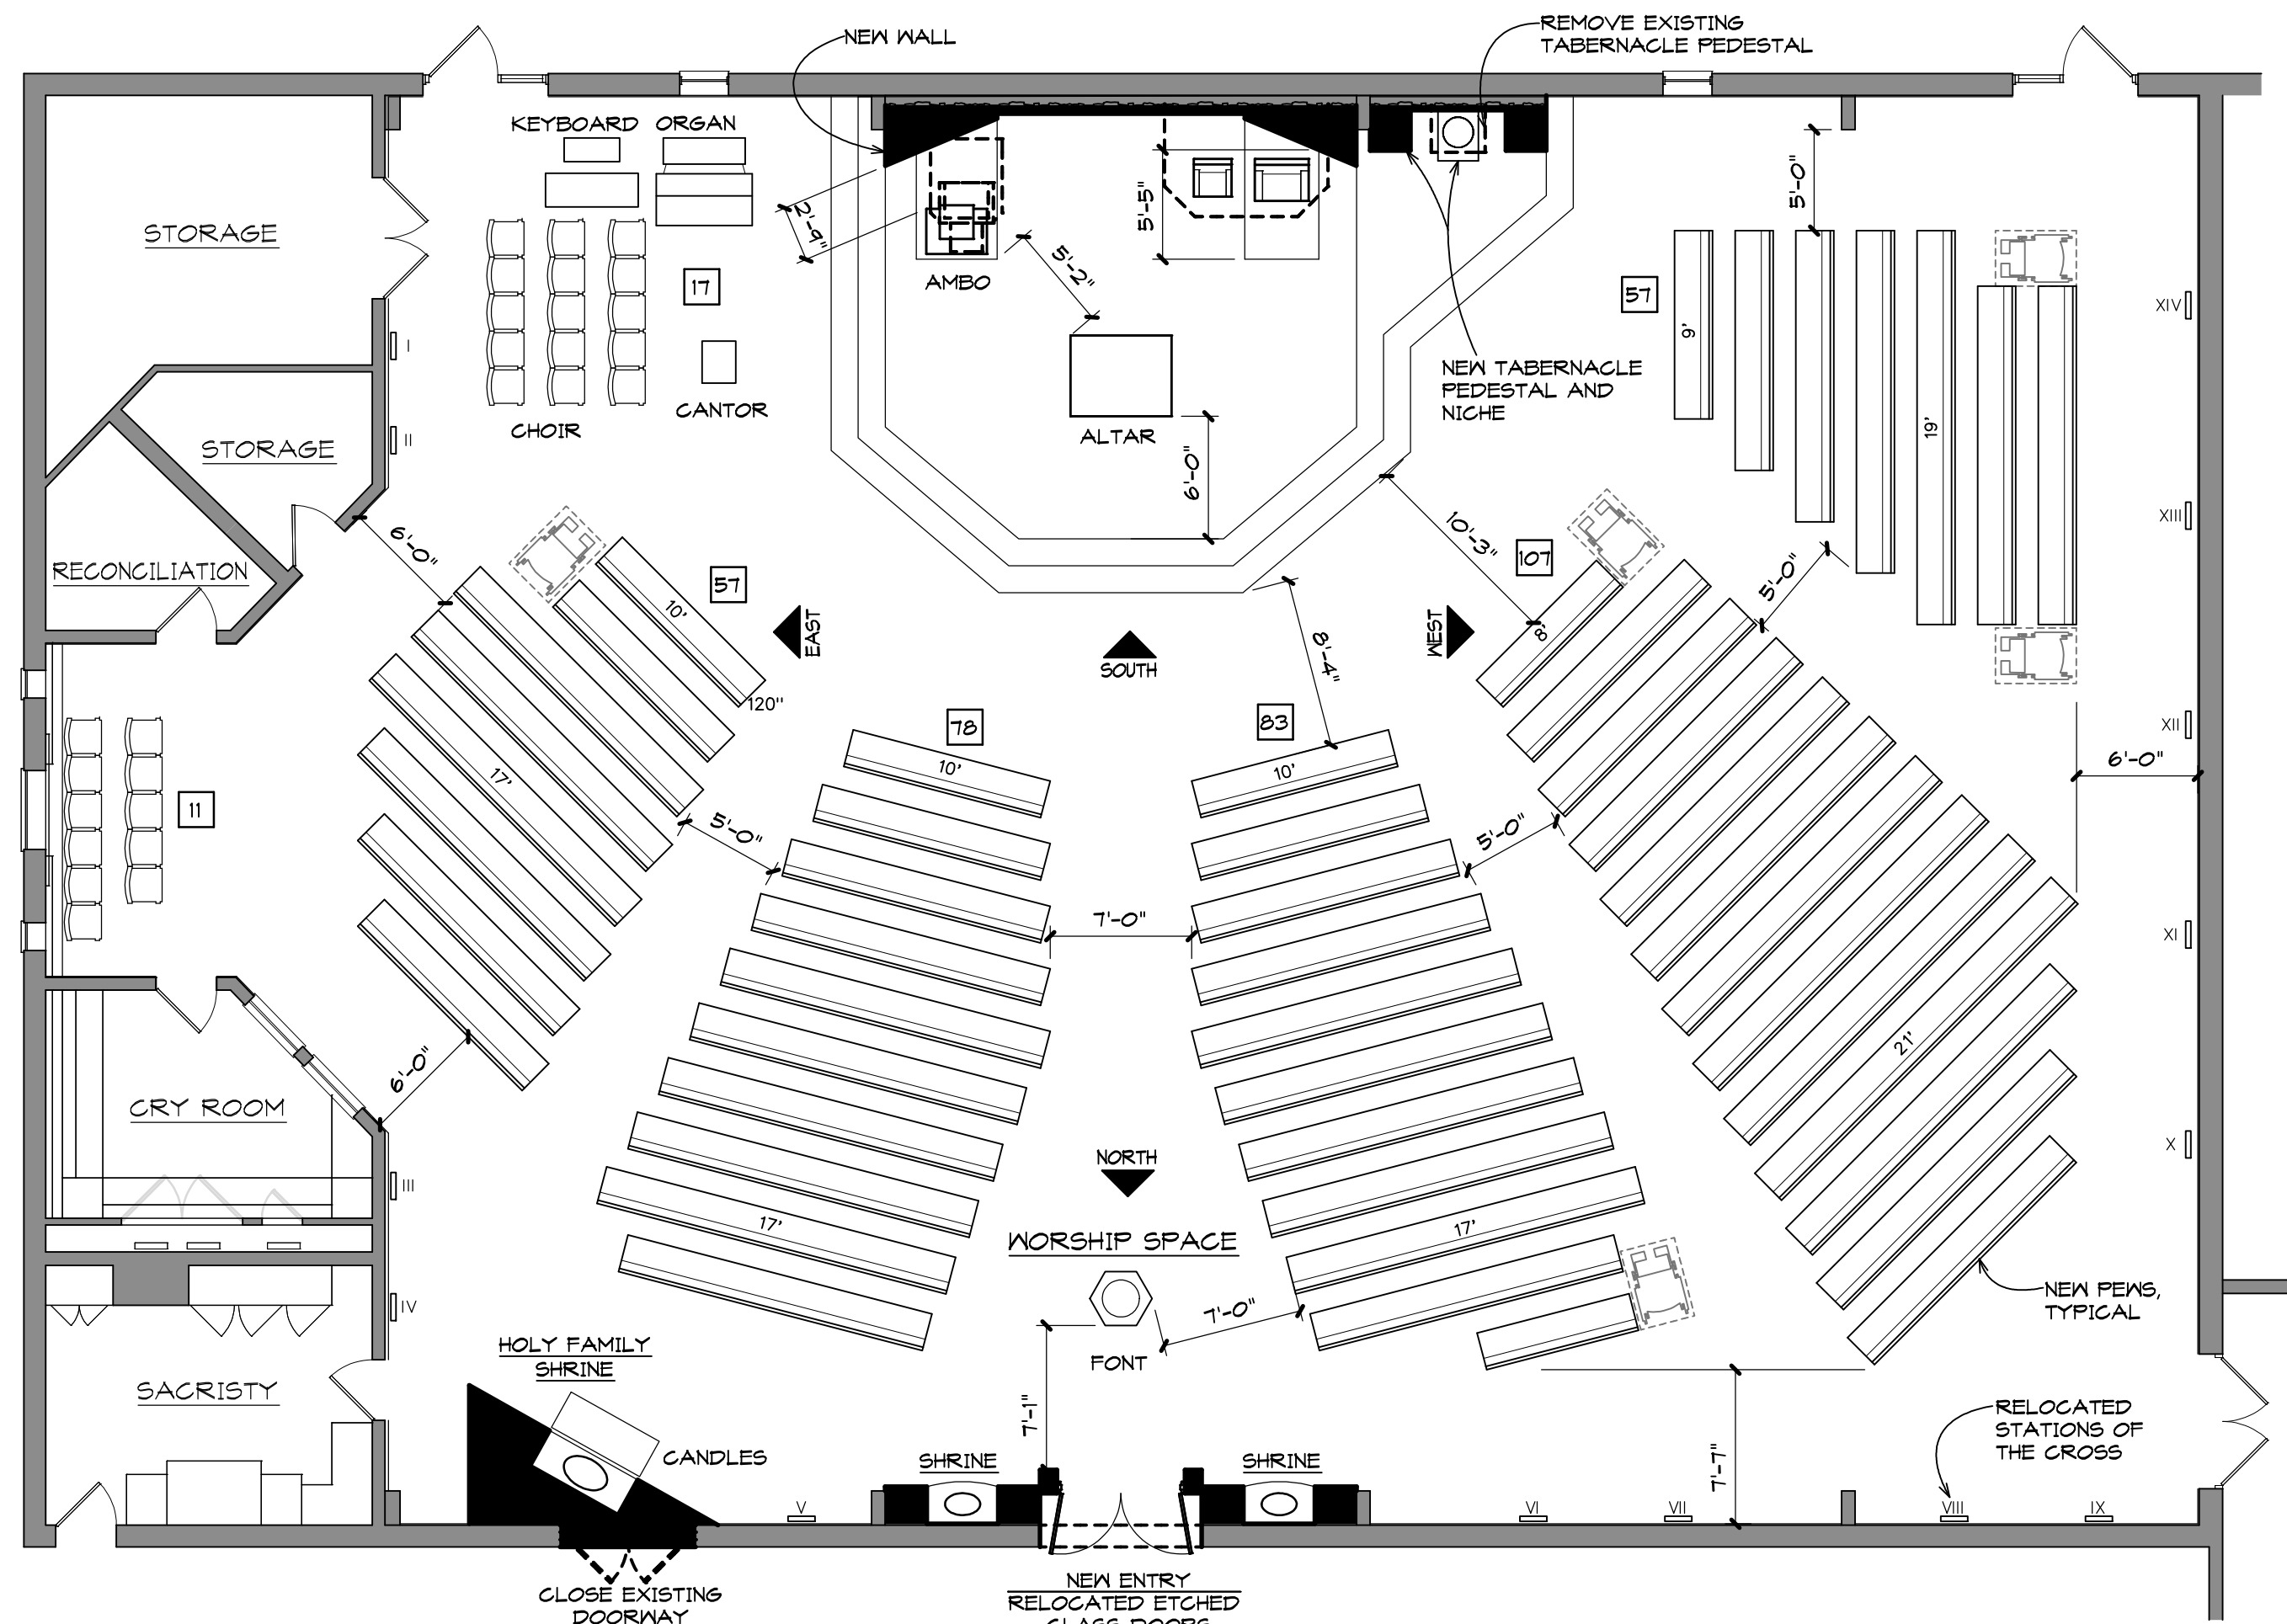 NEW WALL
REMOVE EXISTING
TABERNACLE PEDESTAL
KEYBOARD
ORGAN
STORAGE
17
2'-9"
5'-2"
5'-5"
AMBO
5'-0"
57
9'
XIV
I
II
CHOIR
CANTOR
ALTAR
6'-0"
NEW TABERNACLE
PEDESTAL AND
NICHE
19'
STORAGE
RECONCILIATION
6'-0"
57
10'
120"
EAST
SOUTH
WEST
8'-4"
10'-3"
107
8'
5'-0"
XIII
XII
6'-0"
11
17'
5'-0"
78
10'
83
10'
5'-0"
7'-0"
XI
21'
6'-0"
CRY ROOM
III
NORTH
WORSHIP SPACE
17'
17'
X
IV
NEW PEWS,
TYPICAL
HOLY FAMILY
SHRINE
FONT
7'-0"
7'-1"
SACRISTY
CANDLES
SHRINE
SHRINE
7'-7"
RELOCATED
STATIONS OF
THE CROSS
V
VI
VII
VIII
IX
CLOSE EXISTING
DOORWAY
NEW ENTRY
RELOCATED ETCHED
GLASS DOORS